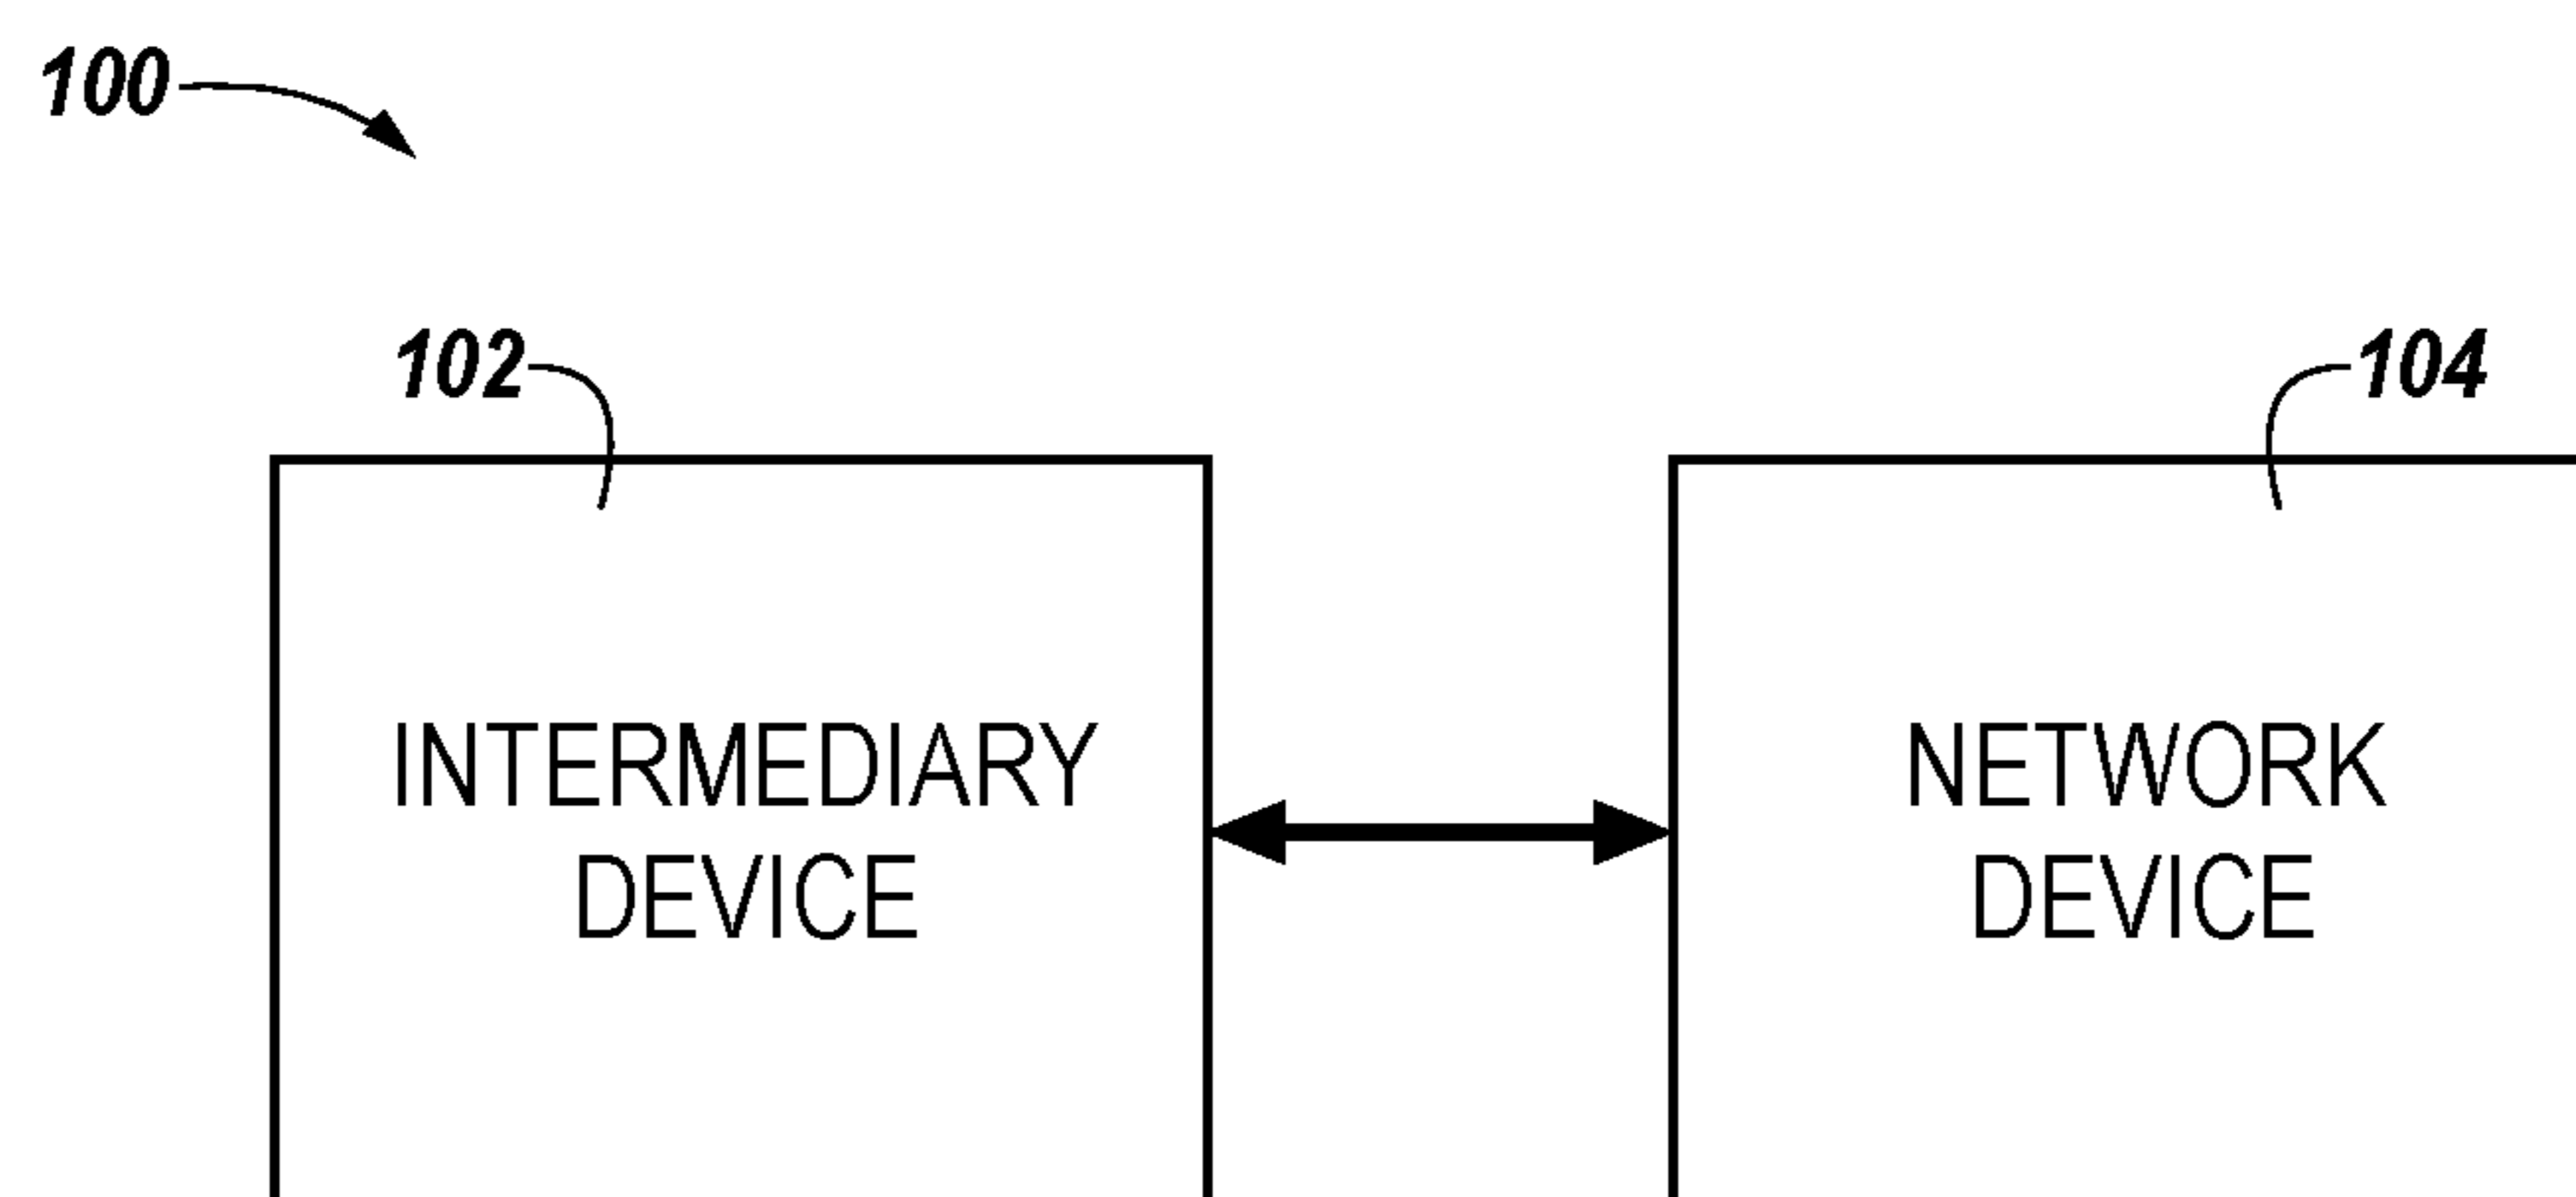 100
102
104
INTERMEDIARY
DEVICE
NETWORK
DEVICE